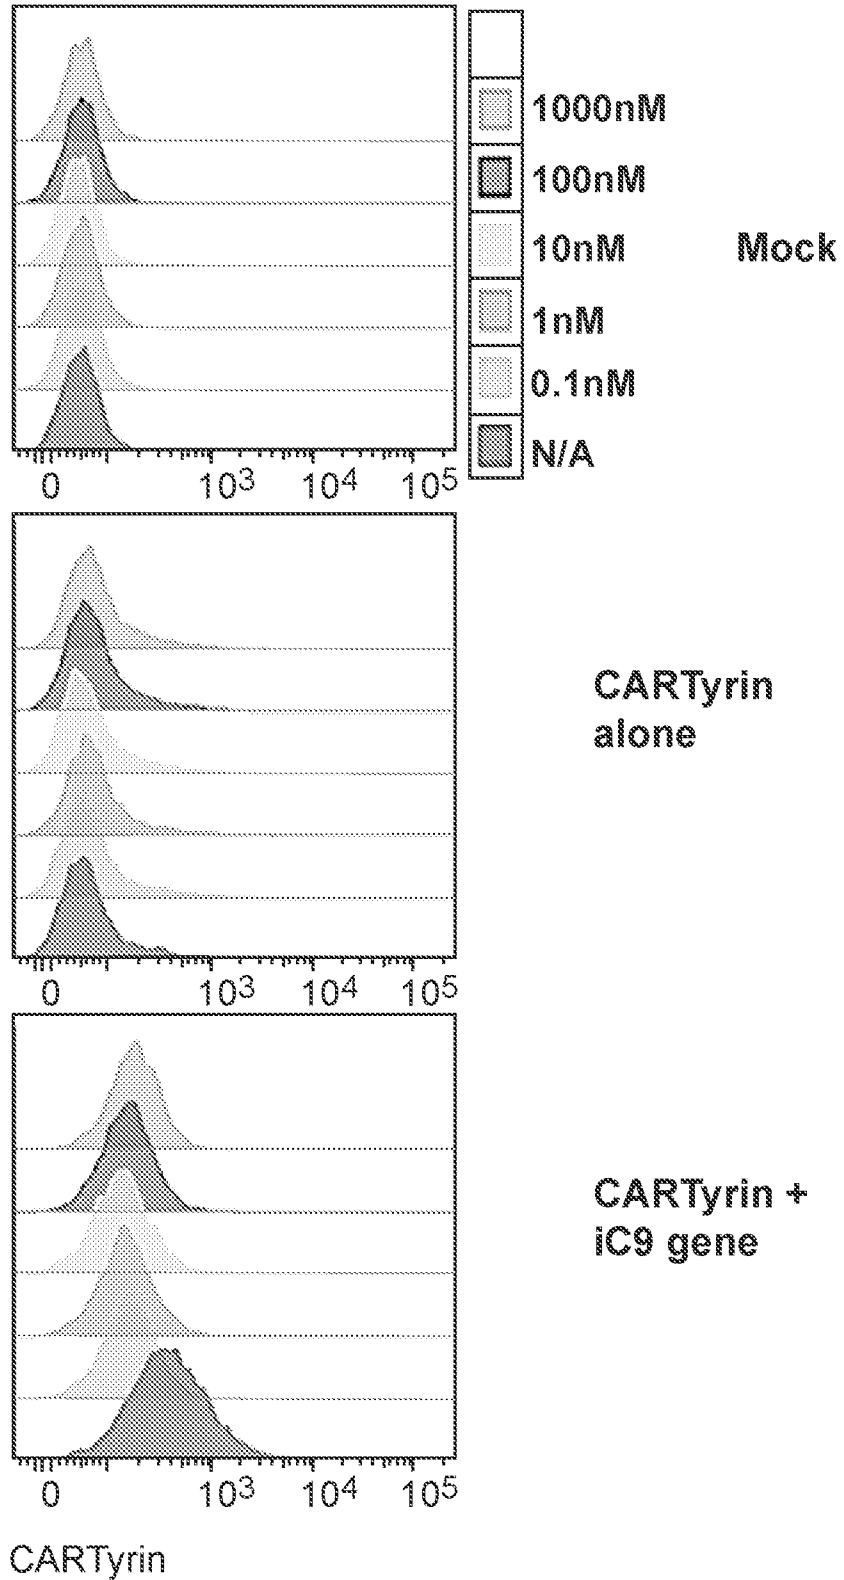 1000nM
100nM
10nM
1nM
0.1nM
N/A
Mock
0 10³ 10⁴ 10⁵
CARTyrin
alone
0 10³ 10⁴ 10⁵
CARTyrin +
iC9 gene
0 10³ 10⁴ 10⁵
CARTyrin